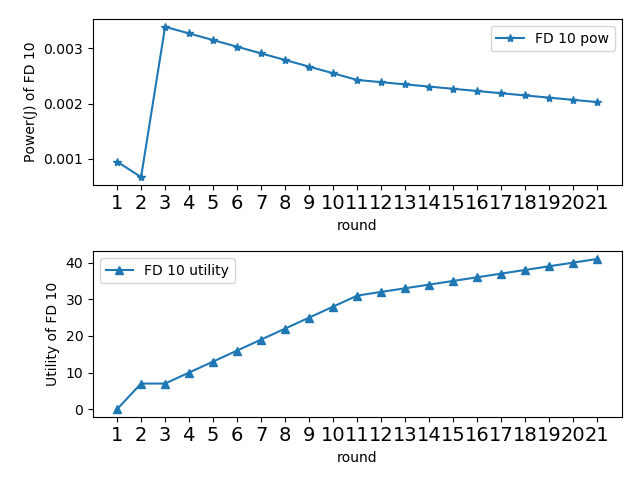 Power(J) of FD 10
0.003
0.002
0.001
FD 10 pow
1 2 3 4 5 6 7 8 9 10 11 12 13 14 15 16 17 18 19 20 21
round
Utility of FD 10
40
30
20
10
0
FD 10 utility
1 2 3 4 5 6 7 8 9 10 11 12 13 14 15 16 17 18 19 20 21
round